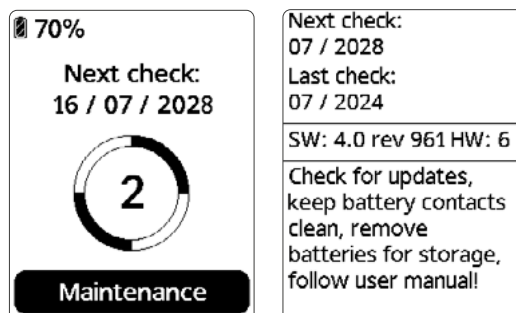 70%
Next check:
16 / 07 / 2028
2
Maintenance
Next check:
07 / 2028
Last check:
07 / 2024
SW: 4.0 rev 961 HW: 6
Check for updates,
keep battery contacts
clean, remove
batteries for storage,
follow user manual!